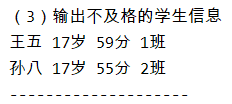 （3）输出不及格的学生信息
王五 17岁 59分 1班
孙八 17岁 55分 2班
--------------------